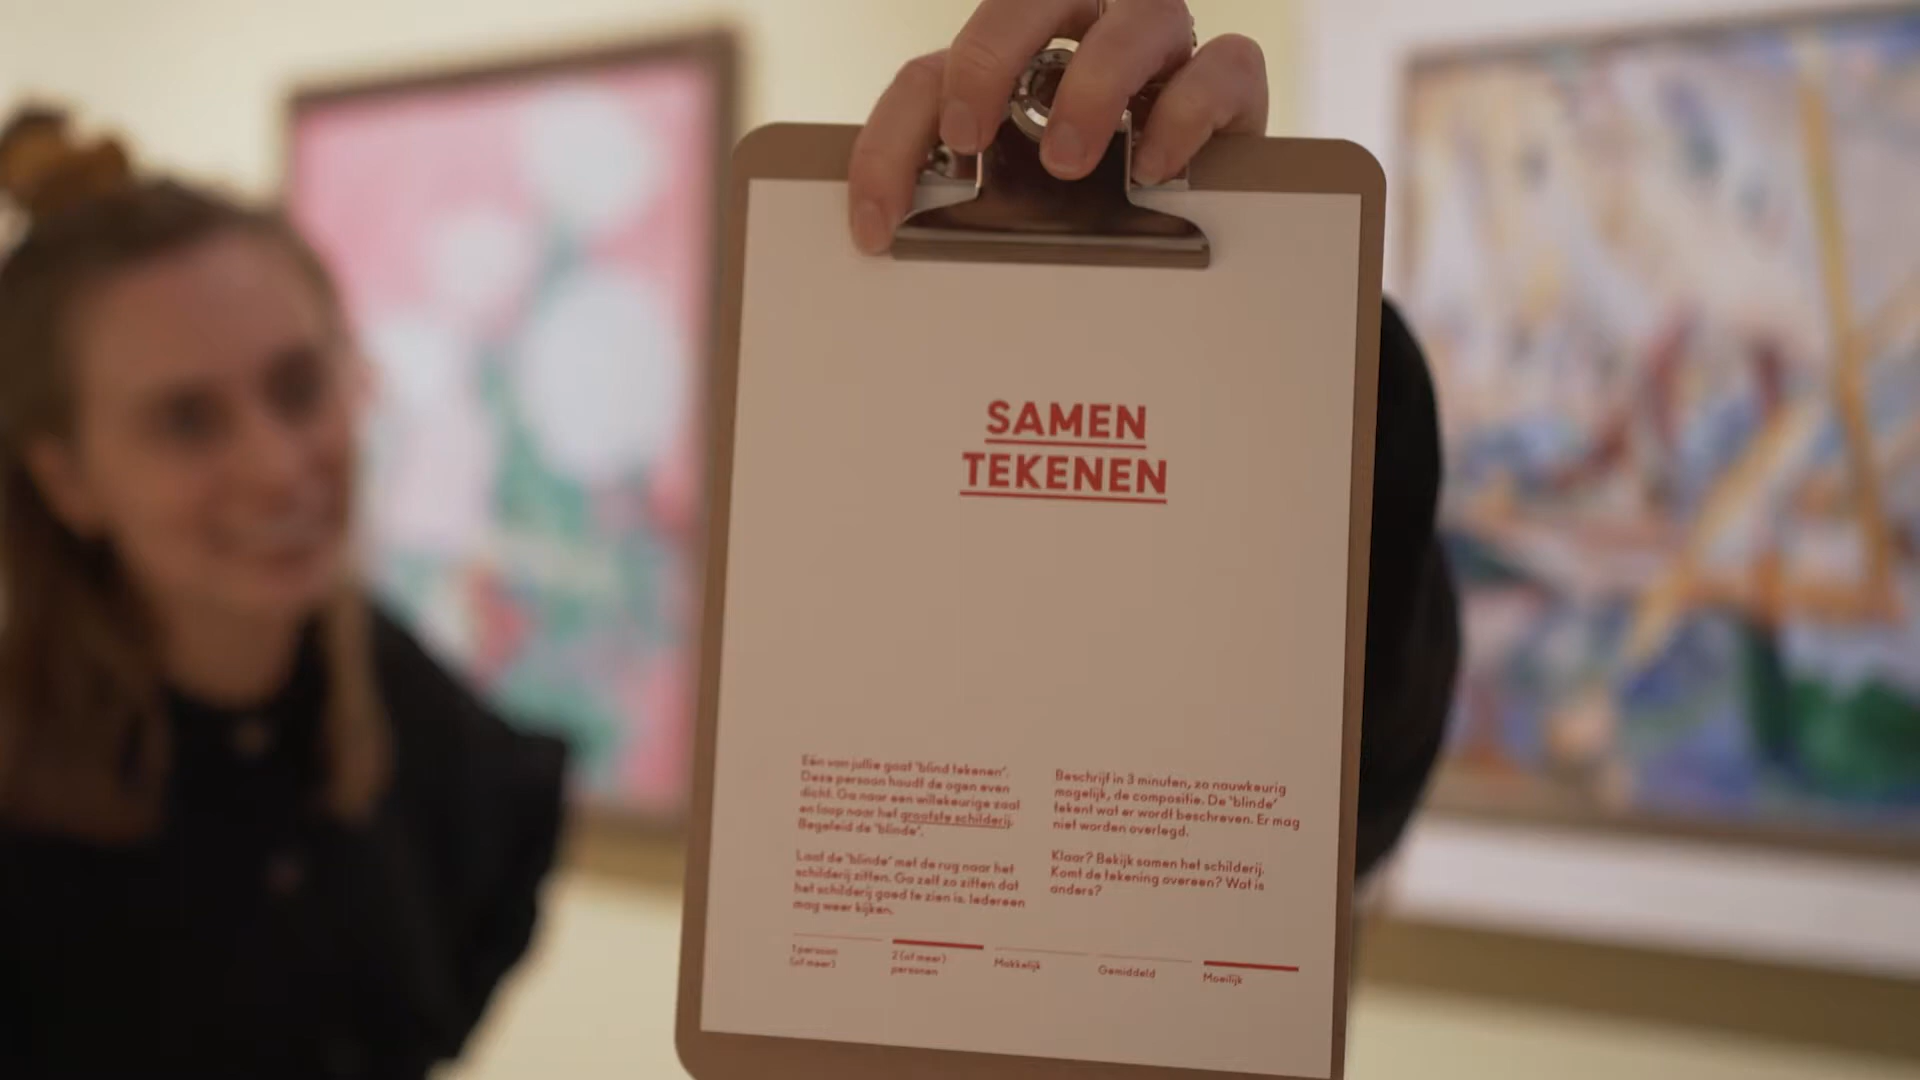 SAMEN
TEKENEN
Eén van jullie gaat 'blind tekenen'.
Deze persoon houdt de ogen even
dicht. Ga naar een willekeurige zaal
en loop naar het grootste schilderij.
Begeleid de 'blinde'.
Laat de 'blinde' met de rug naar het
schilderij zitten. Ga zelf zo zitten dat
het schilderij goed te zien is. Iedereen
mag weer kijken.
Beschrijf in 3 minuten, zo nauwkeurig
mogelijk, de compositie. De 'blinde'
tekent wat er wordt beschreven. Er mag
niet worden overlegd.
Klaar? Bekijk samen het schilderij.
Komt de tekening overeen? Wat is
anders?
1 persoon
(of meer)
2 (of meer)
personen
Makkelijk
Gemiddeld
Moeilijk